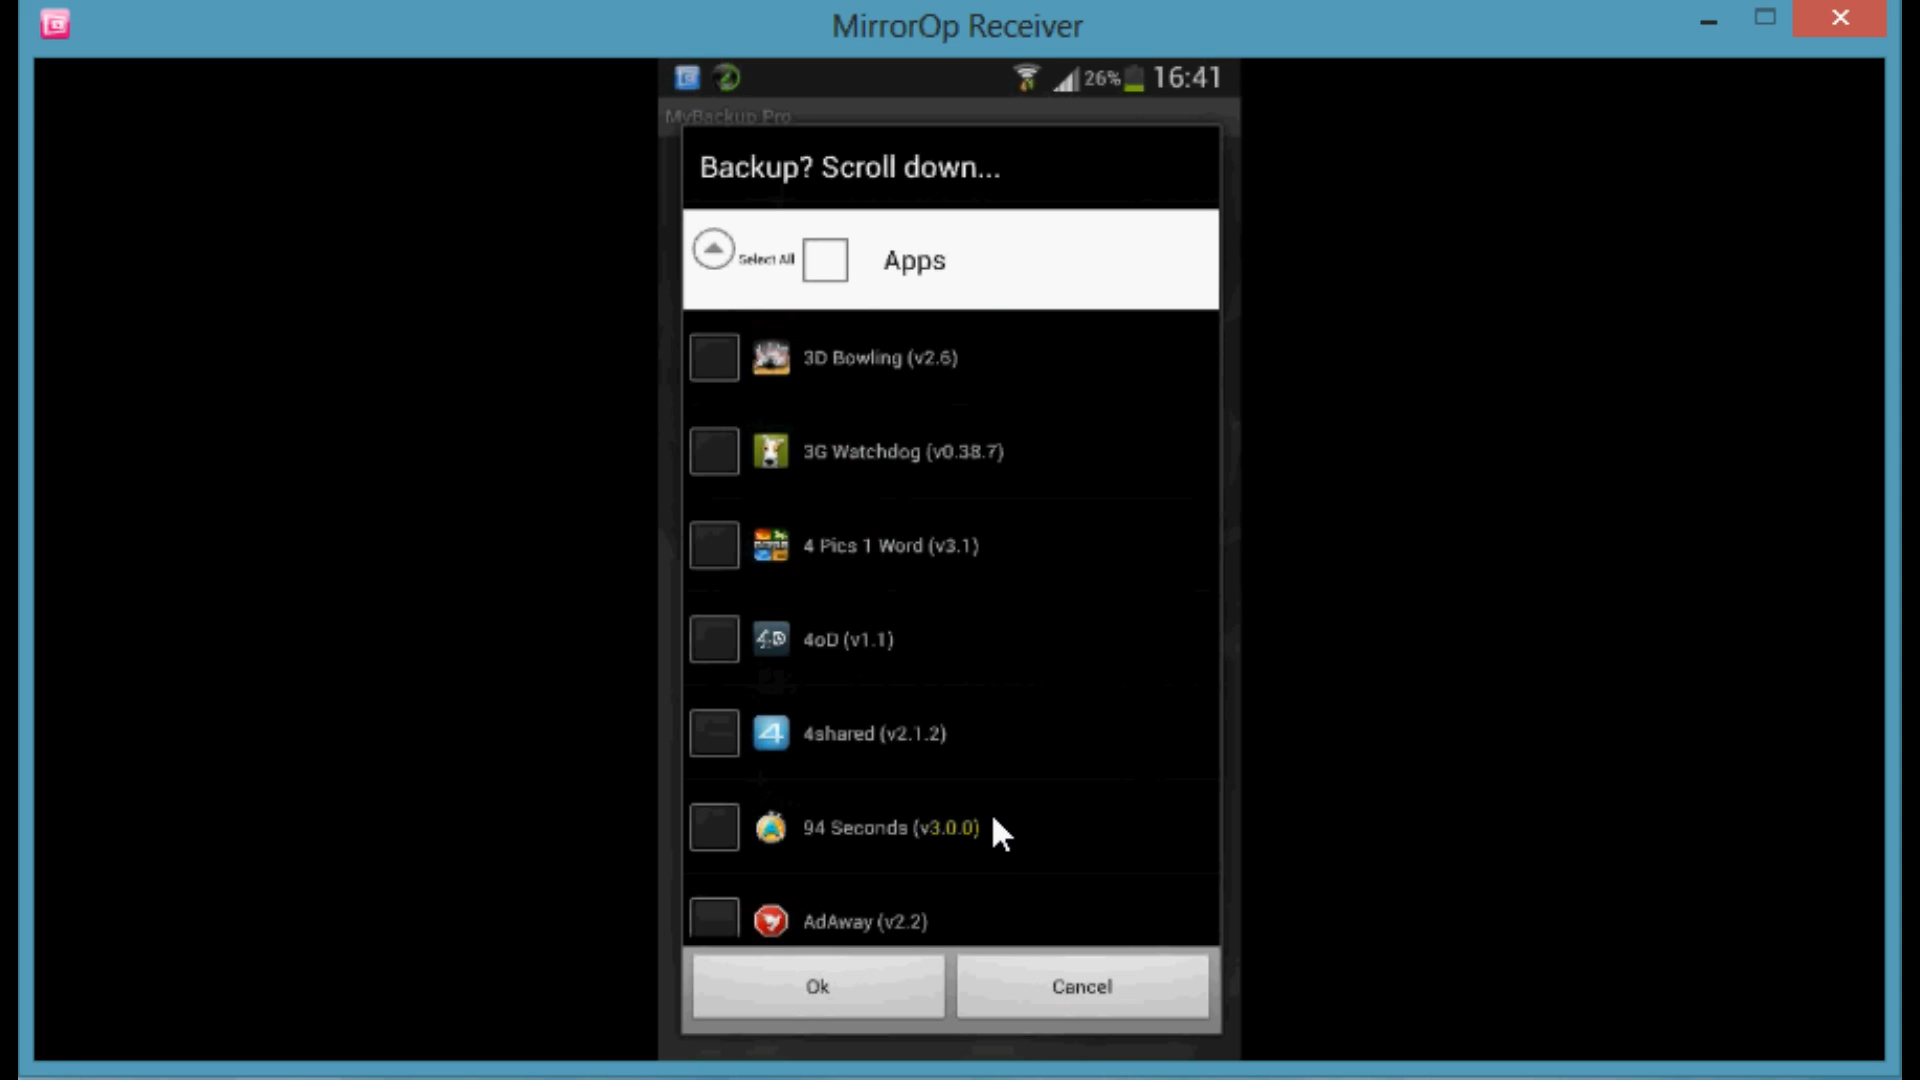 MirrorOp Receiver
26% 16:41
MyBackup Pro
Backup? Scroll down...
Select All Apps
3D Bowling (v2.6)
3G Watchdog (v0.38.7)
4 Pics 1 Word (v3.1)
4oD (v1.1)
4shared (v2.1.2)
94 Seconds (v3.0.0)
AdAway (v2.2)
Ok Cancel